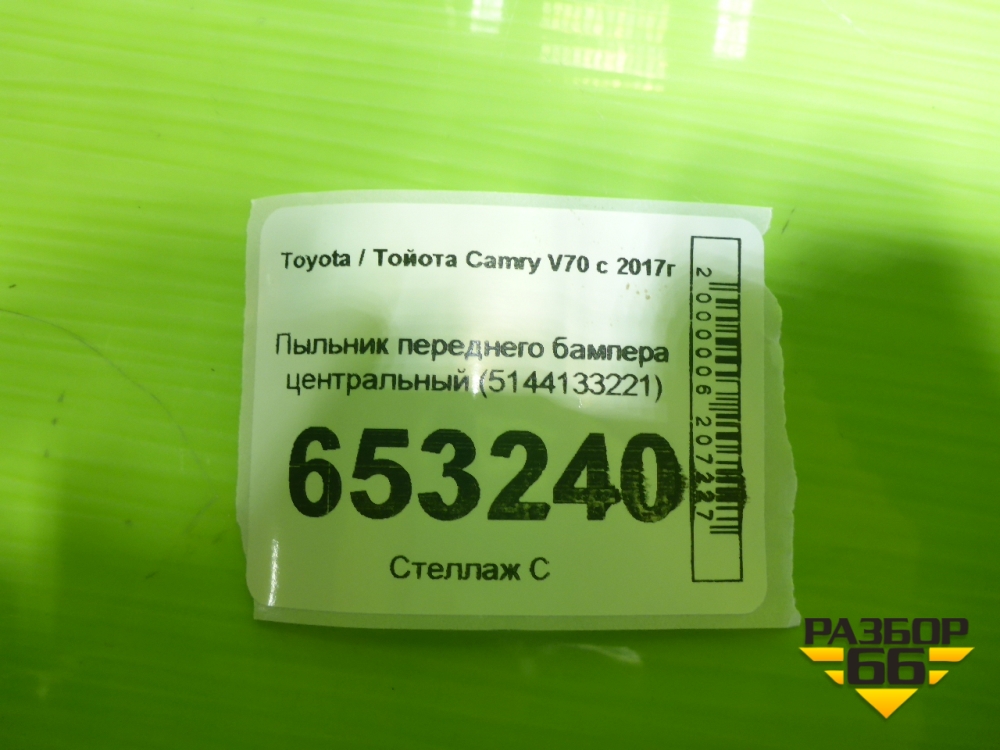 Toyota / Тойота Camry V70 с 2017г
Пыльник переднего бампера
центральный (5144133221)
653240
Стеллаж С
2000006207227
РАЗБОР
66